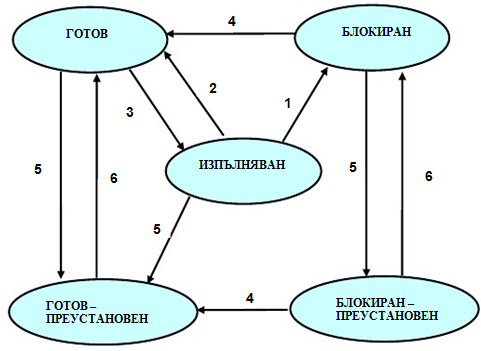 ГОТОВ
4
БЛОКИРАН
3
2
1
ИЗПЪЛНЯВАН
5
6
5
5
6
ГОТОВ –
ПРЕУСТАНОВЕН
4
БЛОКИРАН –
ПРЕУСТАНОВЕН